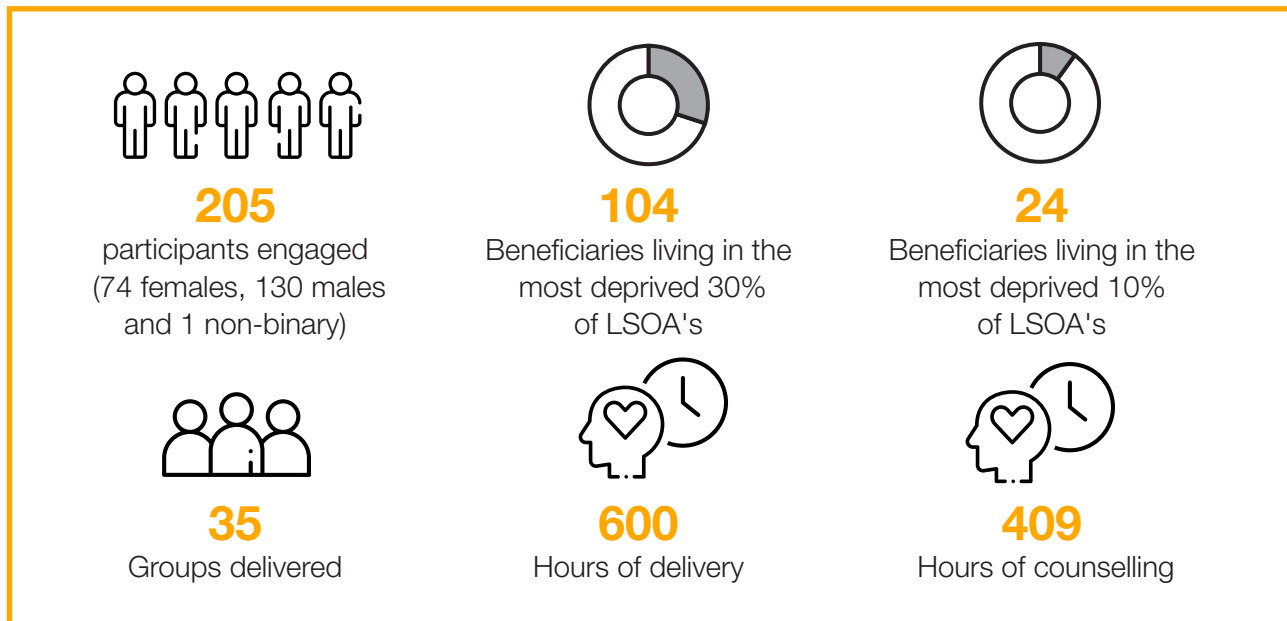 205
participants engaged
(74 females, 130 males
and 1 non-binary)
104
Beneficiaries living in the
most deprived 30%
of LSOA's
24
Beneficiaries living in the
most deprived 10%
of LSOA's
35
Groups delivered
600
Hours of delivery
409
Hours of counselling